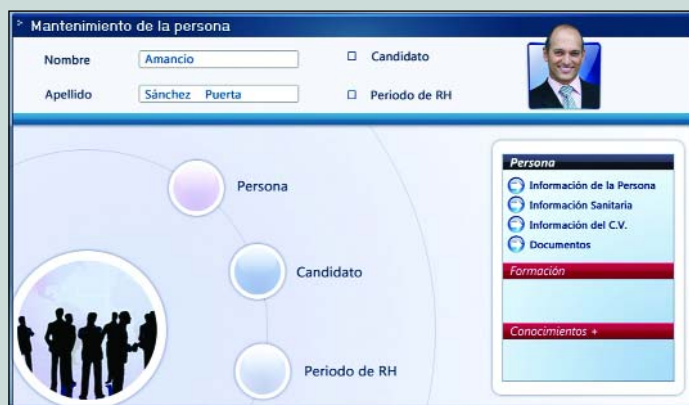 > Mantenimiento de la persona
Nombre Amancio Candidato
Apellido Sánchez Puerta Periodo de RH
Persona
Candidato
Periodo de RH
Persona
Información de la Persona
Información Sanitaria
Información del C.V.
Documentos
Formación
Conocimientos +